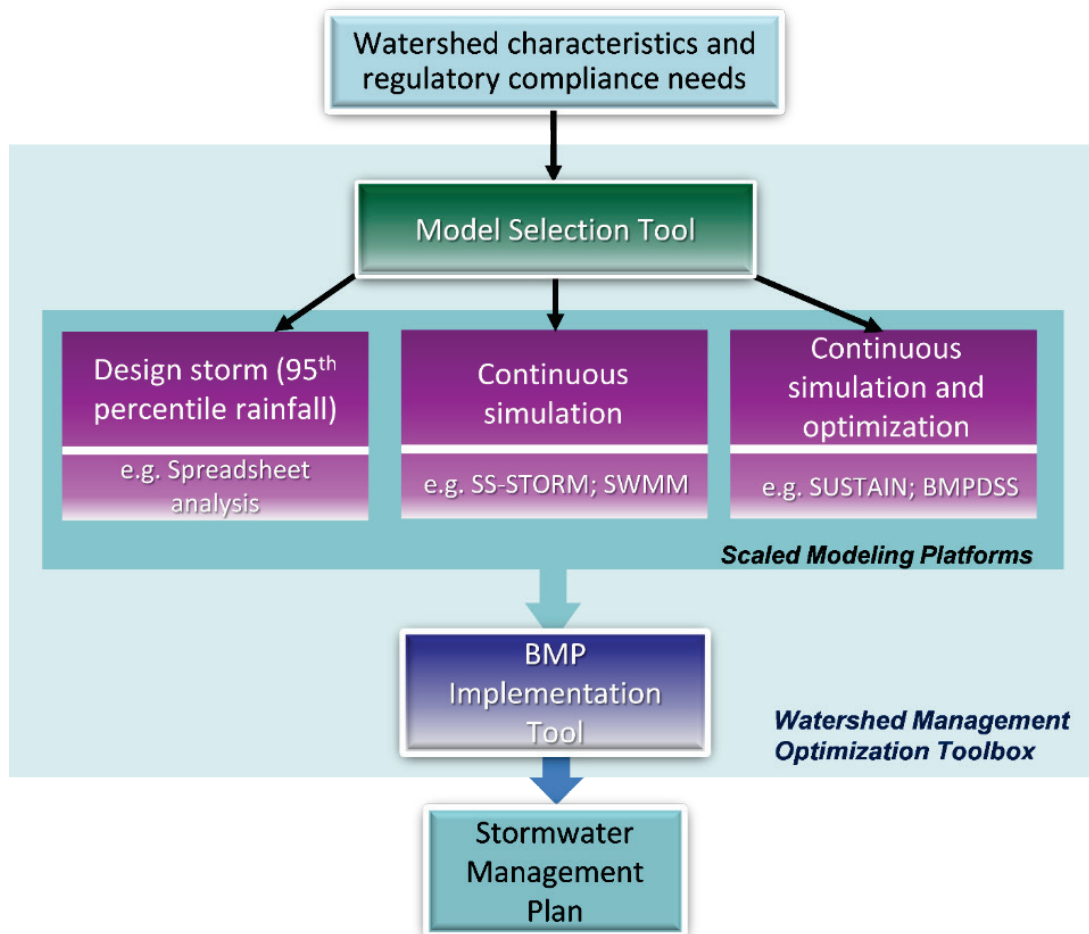 Watershed characteristics and
regulatory compliance needs
Model Selection Tool
Design storm (95th
percentile rainfall)
e.g. Spreadsheet
analysis
Continuous
simulation
e.g. SS-STORM; SWMM
Continuous
simulation and
optimization
e.g. SUSTAIN; BMPDSS
Scaled Modeling Platforms
BMP
Implementation
Tool
Watershed Management
Optimization Toolbox
Stormwater
Management
Plan